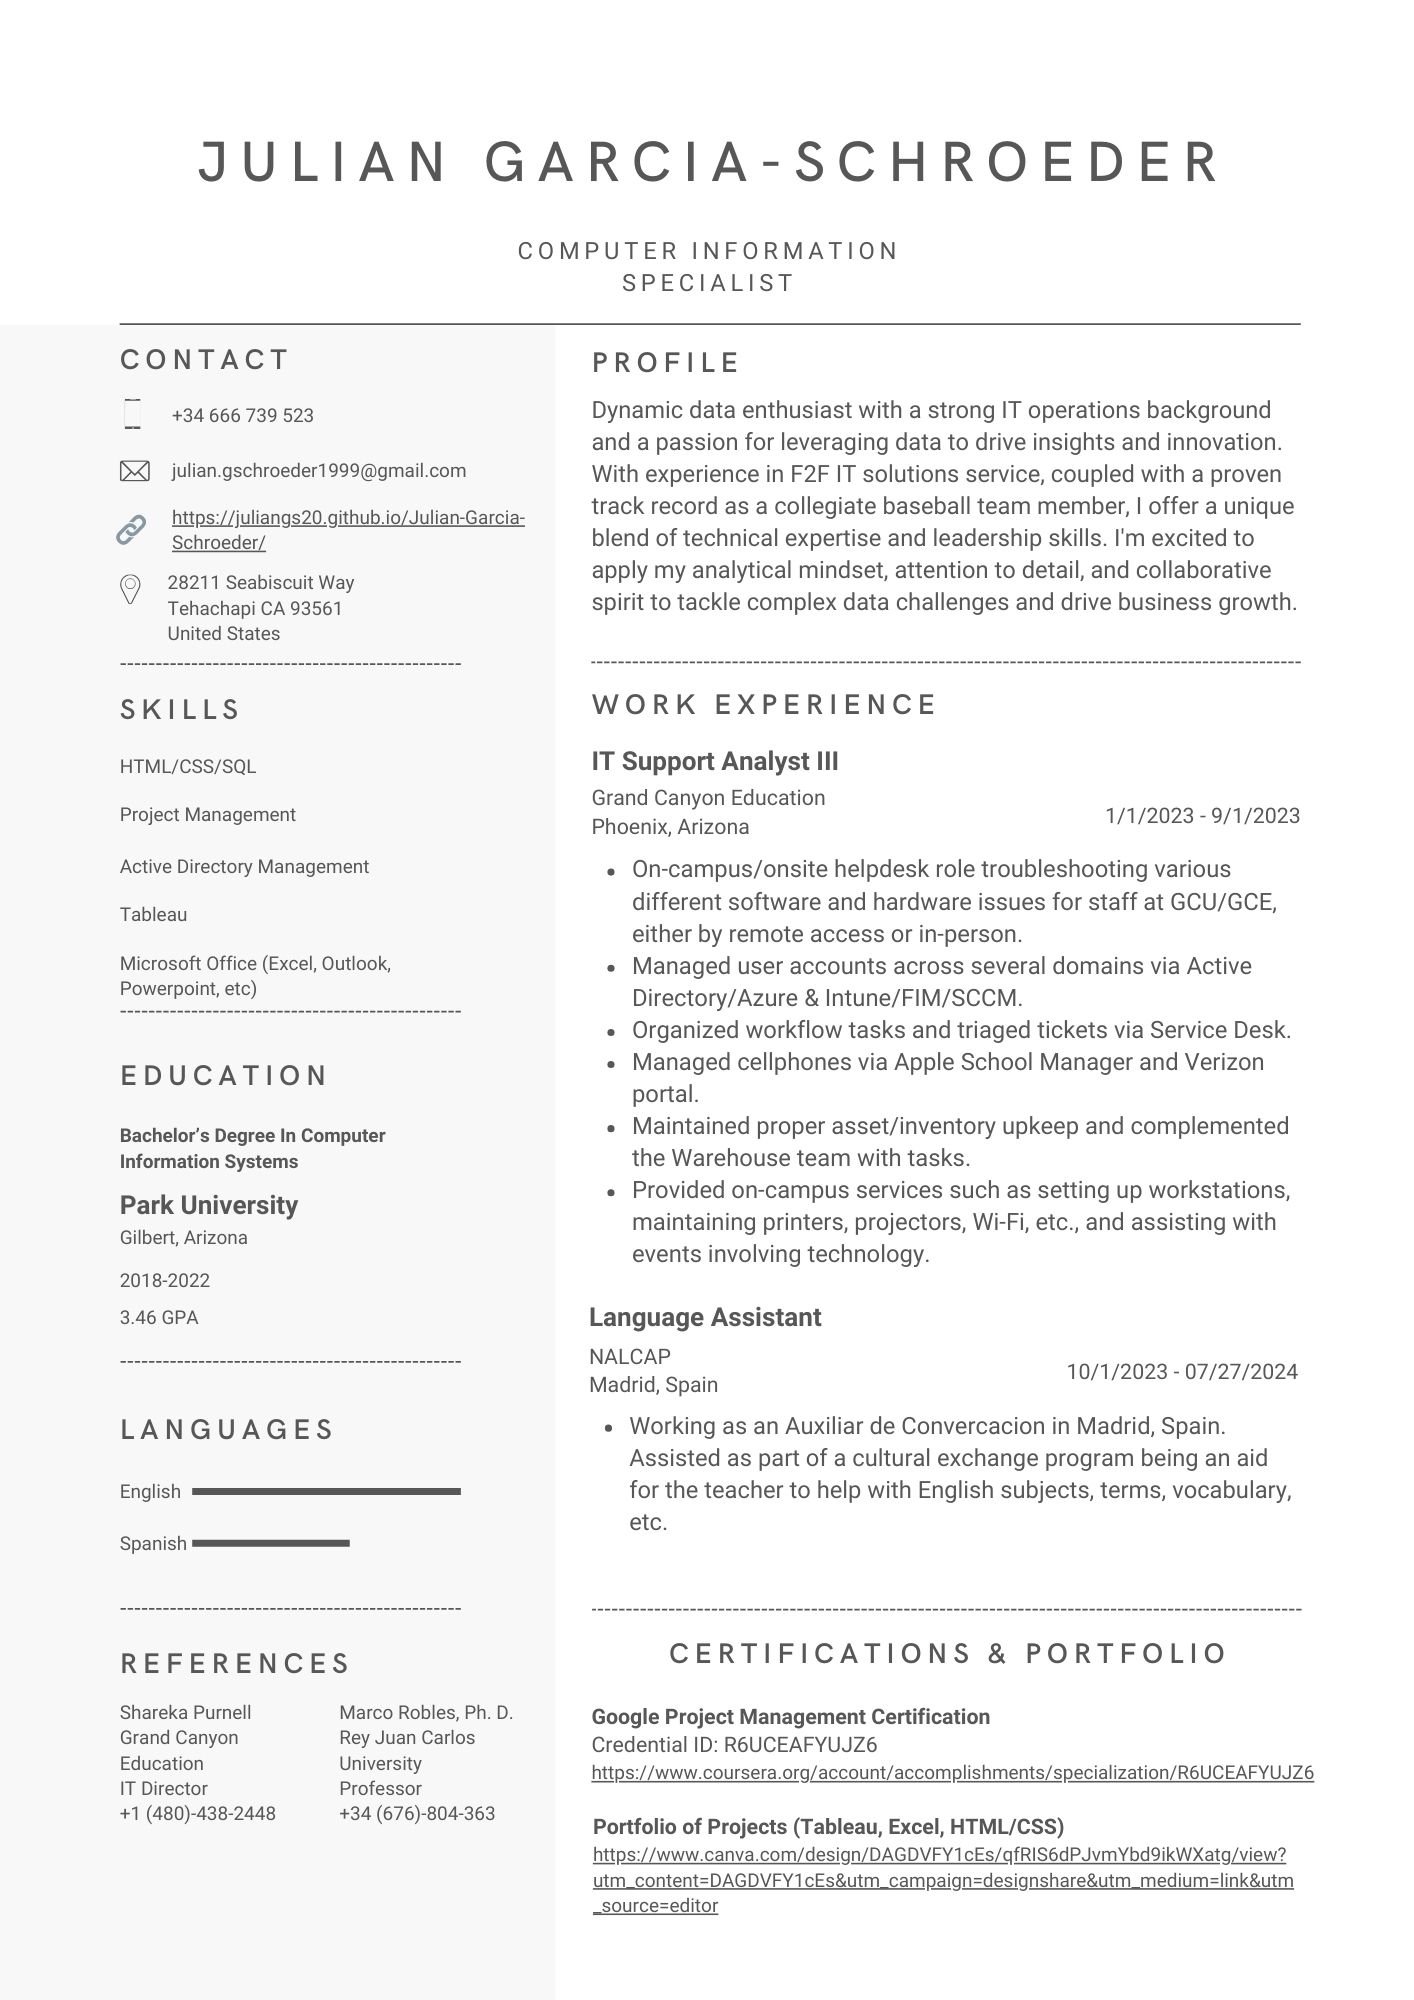 JULIAN GARCIA-SCHROEDER
COMPUTER INFORMATION
SPECIALIST
CONTACT
+34 666 739 523
julian.gschroeder1999@gmail.com
https://juliangs20.github.io/Julian-Garcia-
Schroeder/
28211 Seabiscuit Way
Tehachapi CA 93561
United States
SKILLS
HTML/CSS/SQL
Project Management
Active Directory Management
Tableau
Microsoft Office (Excel, Outlook,
Powerpoint, etc)
EDUCATION
Bachelor’s Degree In Computer
Information Systems
Park University
Gilbert, Arizona
2018-2022
3.46 GPA
LANGUAGES
English
Spanish
REFERENCES
Shareka Purnell
Grand Canyon
Education
IT Director
+1 (480)-438-2448
Marco Robles, Ph. D.
Rey Juan Carlos
University
Professor
+34 (676)-804-363
PROFILE
Dynamic data enthusiast with a strong IT operations background
and a passion for leveraging data to drive insights and innovation.
With experience in F2F IT solutions service, coupled with a proven
track record as a collegiate baseball team member, I offer a unique
blend of technical expertise and leadership skills. I'm excited to
apply my analytical mindset, attention to detail, and collaborative
spirit to tackle complex data challenges and drive business growth.
WORK EXPERIENCE
IT Support Analyst III
Grand Canyon Education
Phoenix, Arizona
1/1/2023 - 9/1/2023
• On-campus/onsite helpdesk role troubleshooting various
different software and hardware issues for staff at GCU/GCE,
either by remote access or in-person.
• Managed user accounts across several domains via Active
Directory/Azure & Intune/FIM/SCCM.
• Organized workflow tasks and triaged tickets via Service Desk.
• Managed cellphones via Apple School Manager and Verizon
portal.
• Maintained proper asset/inventory upkeep and complemented
the Warehouse team with tasks.
• Provided on-campus services such as setting up workstations,
maintaining printers, projectors, Wi-Fi, etc., and assisting with
events involving technology.
Language Assistant
NALCAP
Madrid, Spain
10/1/2023 - 07/27/2024
• Working as an Auxiliar de Convercacion in Madrid, Spain.
Assisted as part of a cultural exchange program being an aid
for the teacher to help with English subjects, terms, vocabulary,
etc.
CERTIFICATIONS & PORTFOLIO
Google Project Management Certification
Credential ID: R6UCEAFYUJZ6
https://www.coursera.org/account/accomplishments/specialization/R6UCEAFYUJZ6
Portfolio of Projects (Tableau, Excel, HTML/CSS)
https://www.canva.com/design/DAGDVFY1cEs/qfRIS6dPJvmYbd9ikWXatg/view?
utm_content=DAGDVFY1cEs&utm_campaign=designshare&utm_medium=link&utm
_source=editor